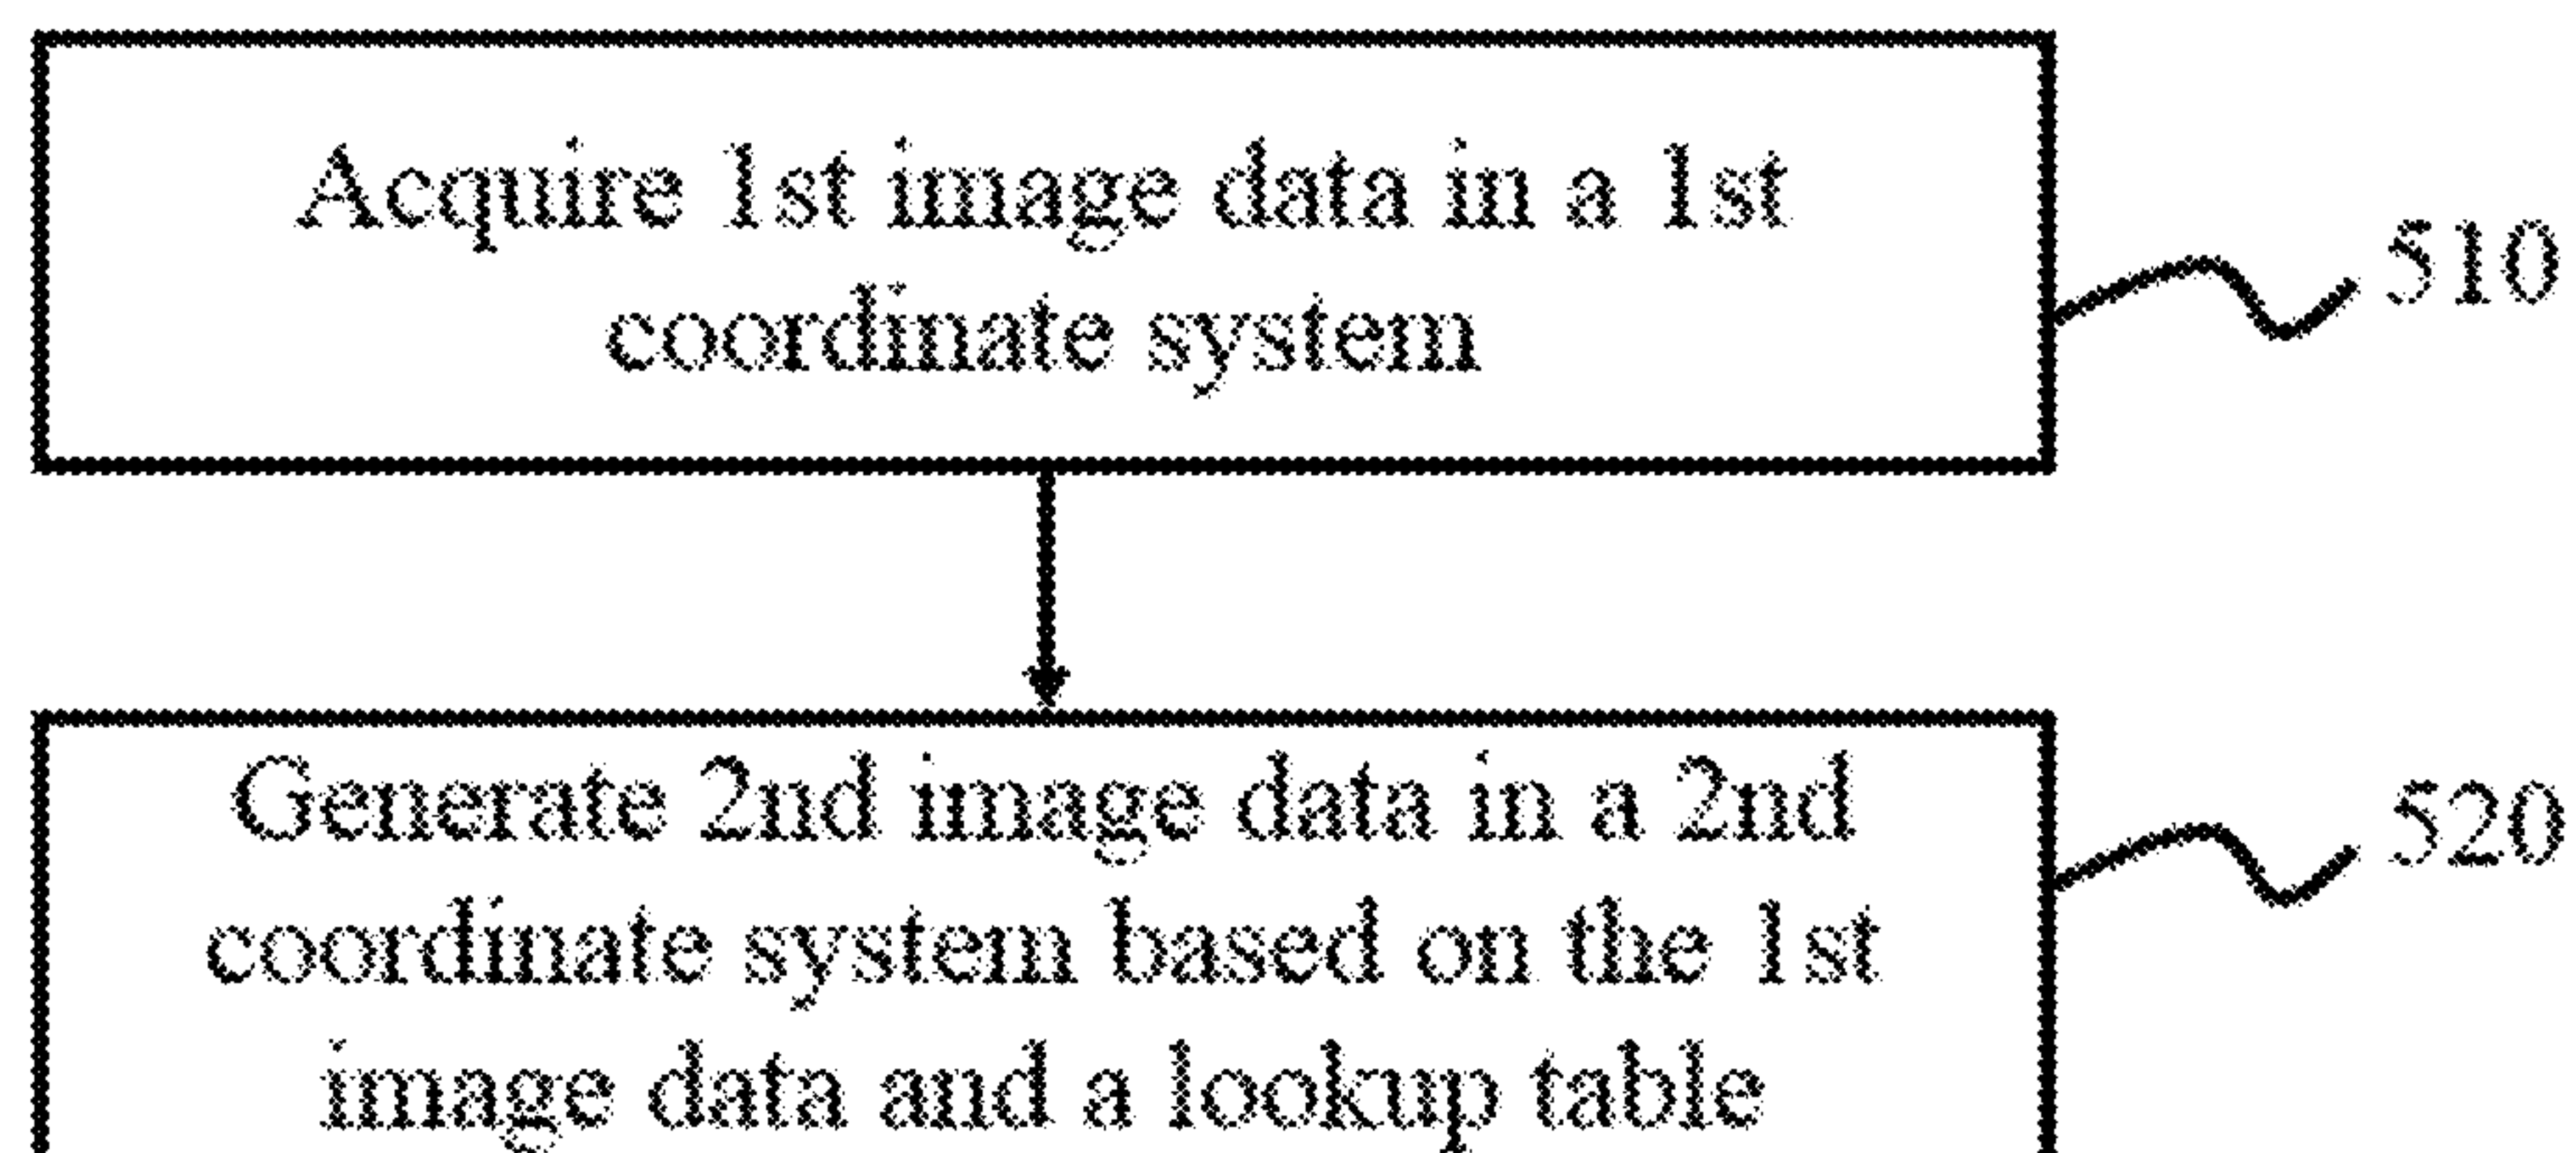 Acquire 1st image data in a 1st
coordinate system
510
Generate 2nd image data in a 2nd
coordinate system based on the 1st
image data and a lookup table
520